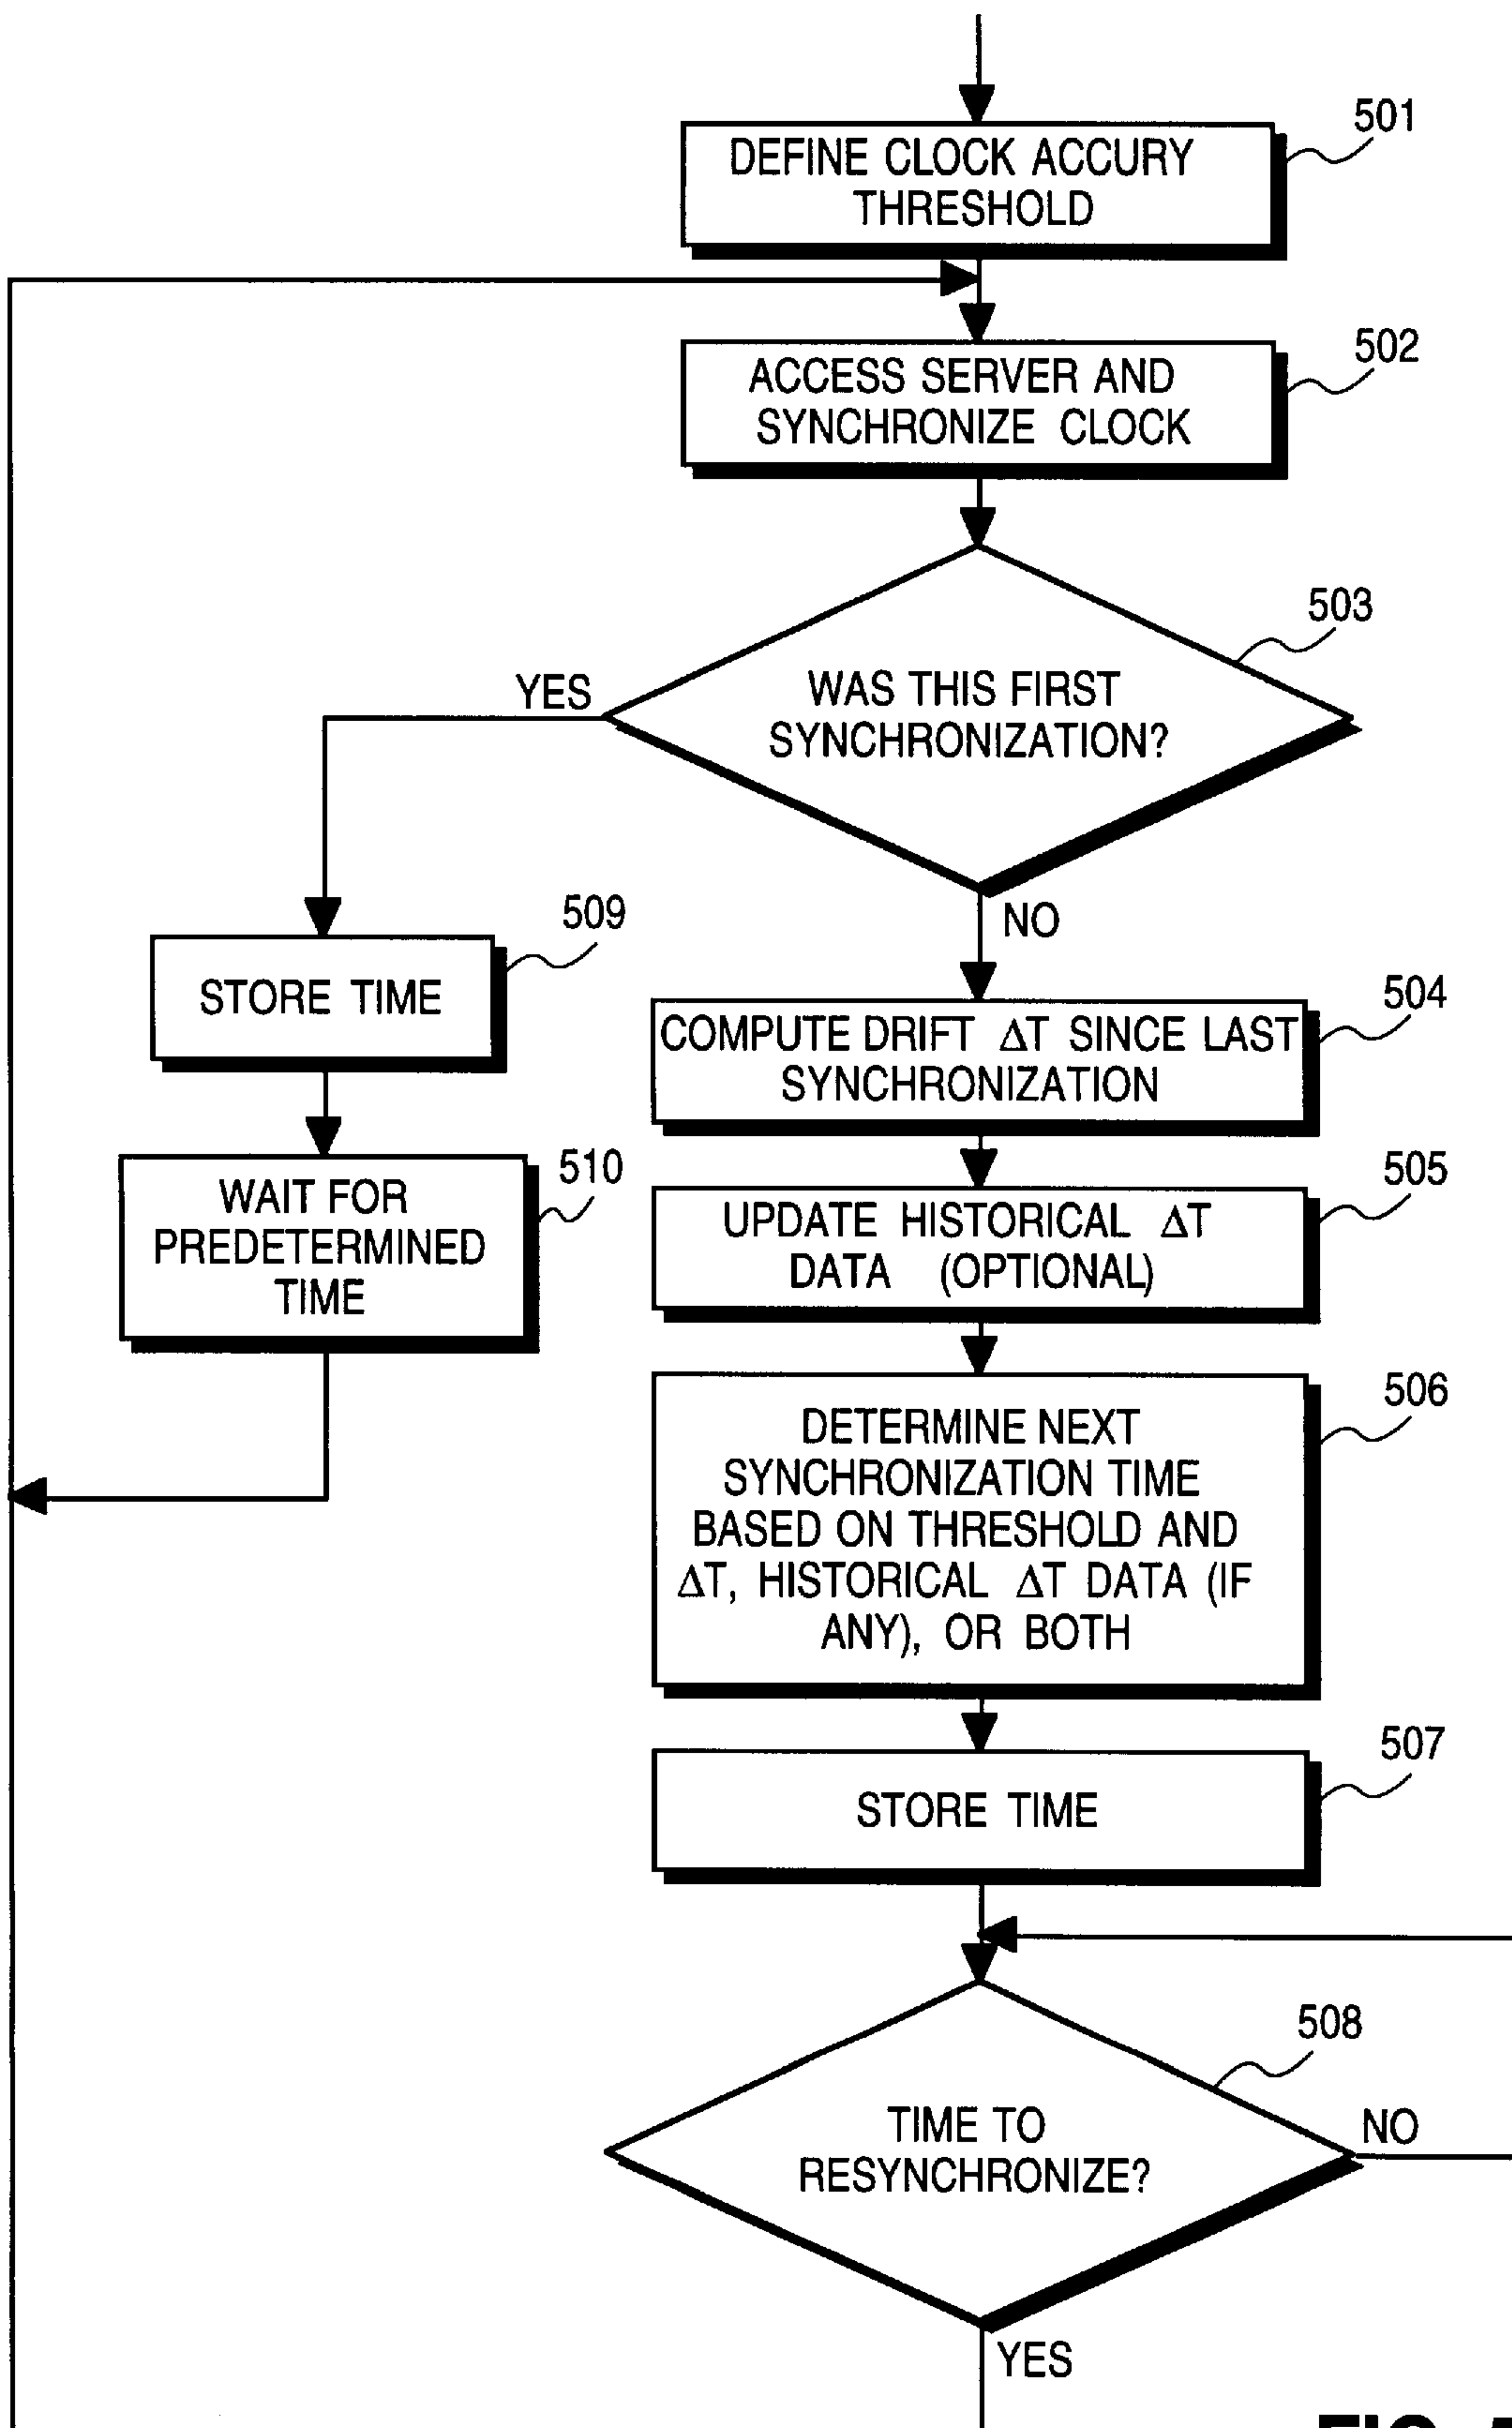 DEFINE CLOCK ACCURY
THRESHOLD
501
ACCESS SERVER AND
SYNCHRONIZE CLOCK
502
WAS THIS FIRST
SYNCHRONIZATION?
503
YES
NO
STORE TIME
509
WAIT FOR
PREDETERMINED
TIME
510
COMPUTE DRIFT ΔT SINCE LAST
SYNCHRONIZATION
504
UPDATE HISTORICAL ΔT
DATA (OPTIONAL)
505
DETERMINE NEXT
SYNCHRONIZATION TIME
BASED ON THRESHOLD AND
ΔT, HISTORICAL ΔT DATA (IF
ANY), OR BOTH
506
STORE TIME
507
TIME TO
RESYNCHRONIZE?
508
NO
YES